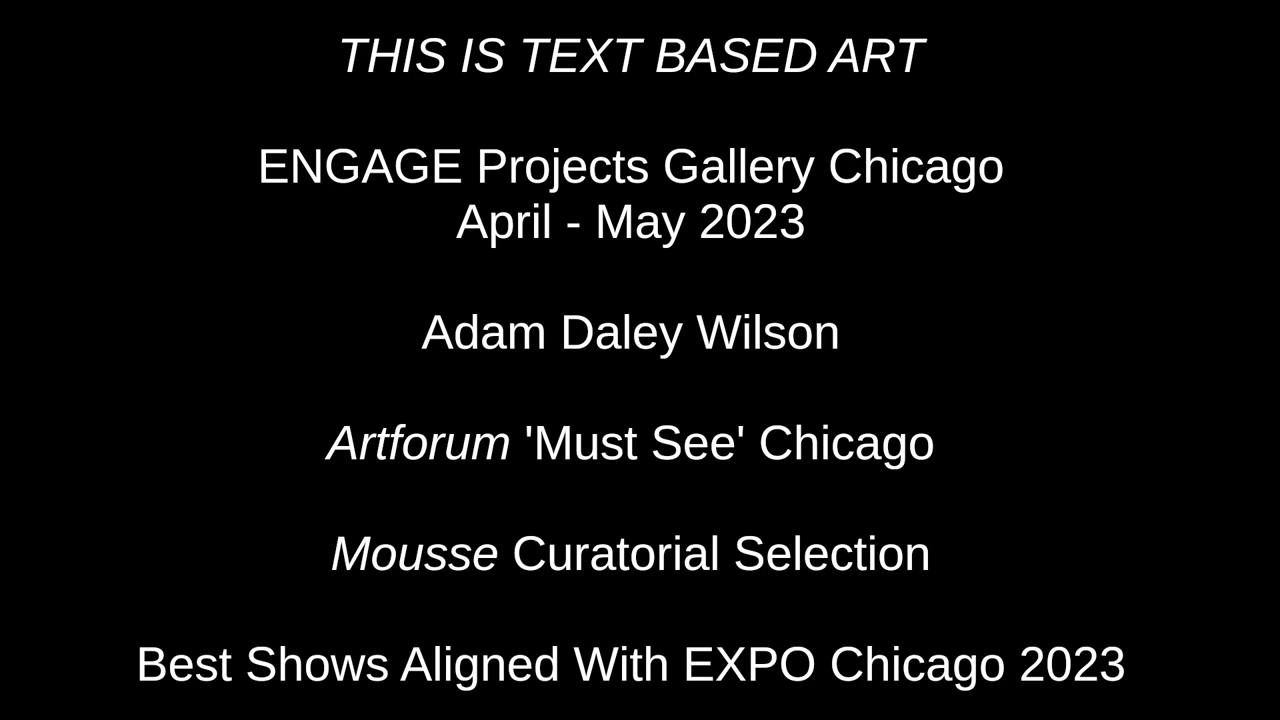 THIS IS TEXT BASED ART
ENGAGE Projects Gallery Chicago
April - May 2023
Adam Daley Wilson
Artforum 'Must See' Chicago
Mousse Curatorial Selection
Best Shows Aligned With EXPO Chicago 2023